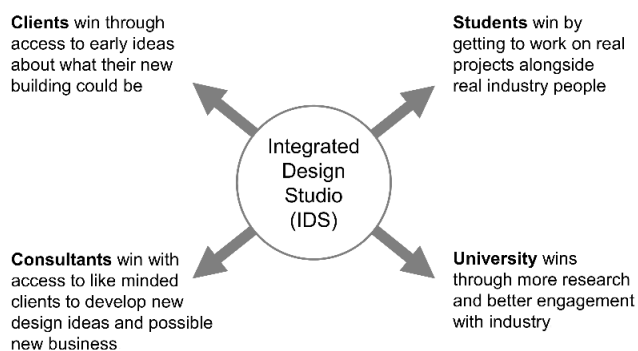 Clients win through
access to early ideas
about what their new
building could be
Students win by
getting to work on real
projects alongside
real industry people
Integrated
Design
Studio
(IDS)
Consultants win with
access to like minded
clients to develop new
design ideas and possible
new business
University wins
through more research
and better engagement
with industry